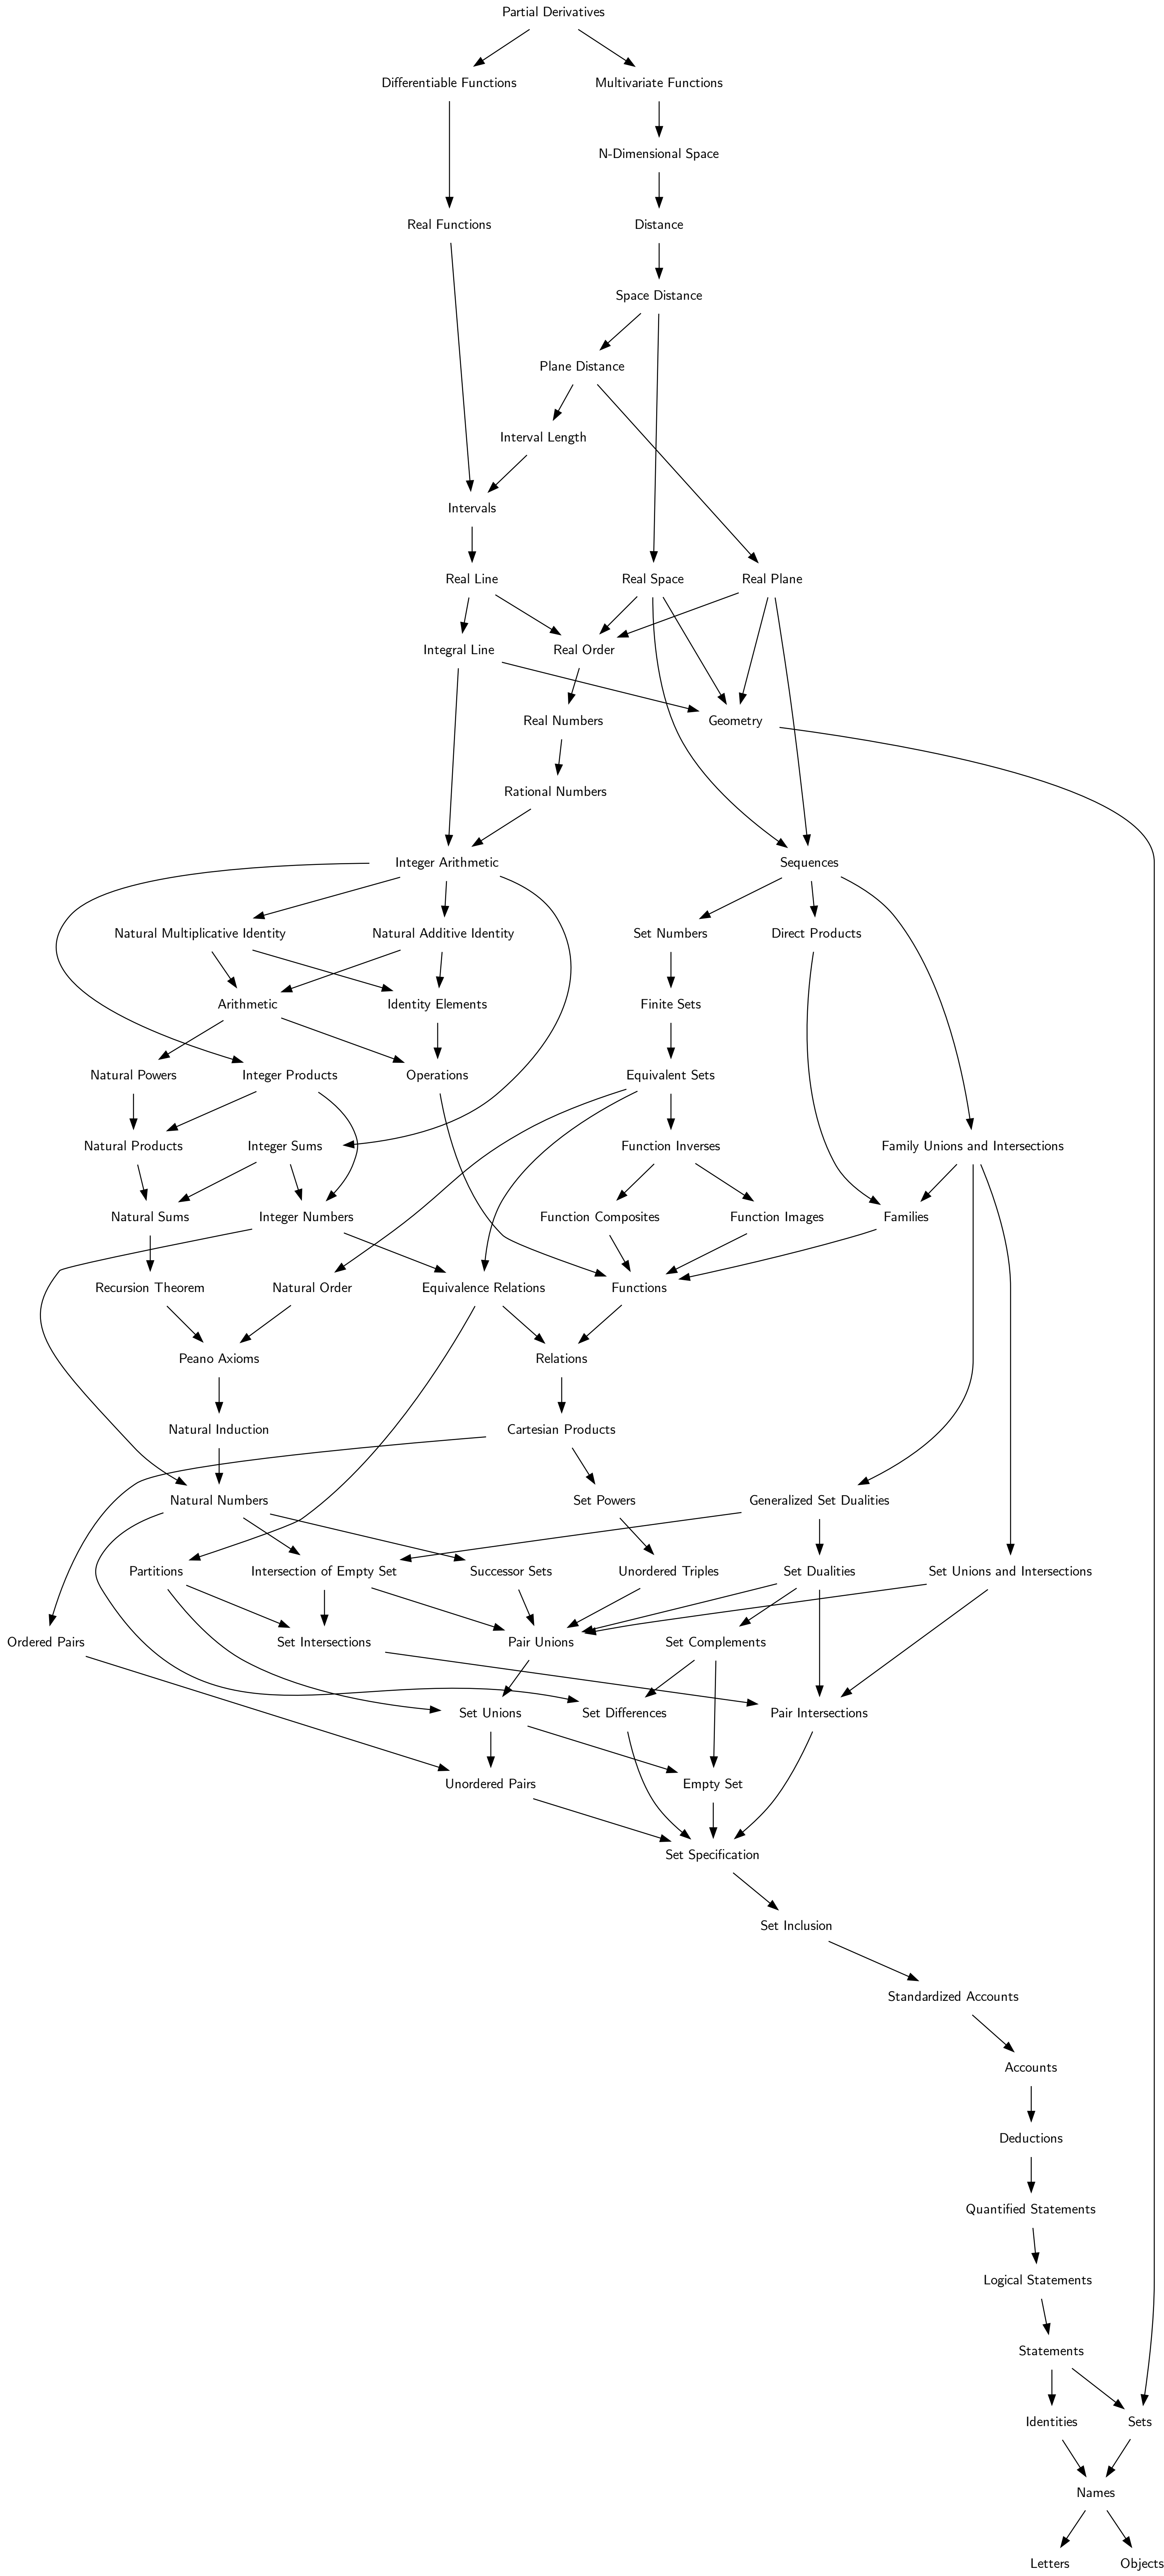 Partial Derivatives
Differentiable Functions
Multivariate Functions
N-Dimensional Space
Real Functions
Distance
Space Distance
Plane Distance
Interval Length
Intervals
Real Line
Real Space
Real Plane
Integral Line
Real Order
Real Numbers
Geometry
Rational Numbers
Integer Arithmetic
Sequences
Natural Multiplicative Identity
Natural Additive Identity
Set Numbers
Direct Products
Arithmetic
Identity Elements
Finite Sets
Natural Powers
Integer Products
Operations
Equivalent Sets
Natural Products
Integer Sums
Function Inverses
Family Unions and Intersections
Natural Sums
Integer Numbers
Function Composites
Function Images
Families
Recursion Theorem
Natural Order
Equivalence Relations
Functions
Peano Axioms
Relations
Natural Induction
Cartesian Products
Natural Numbers
Set Powers
Generalized Set Dualities
Partitions
Intersection of Empty Set
Successor Sets
Unordered Triples
Set Dualities
Set Unions and Intersections
Ordered Pairs
Set Intersections
Pair Unions
Set Complements
Set Unions
Set Differences
Pair Intersections
Unordered Pairs
Empty Set
Set Specification
Set Inclusion
Standardized Accounts
Accounts
Deductions
Quantified Statements
Logical Statements
Statements
Identities
Sets
Names
Letters
Objects